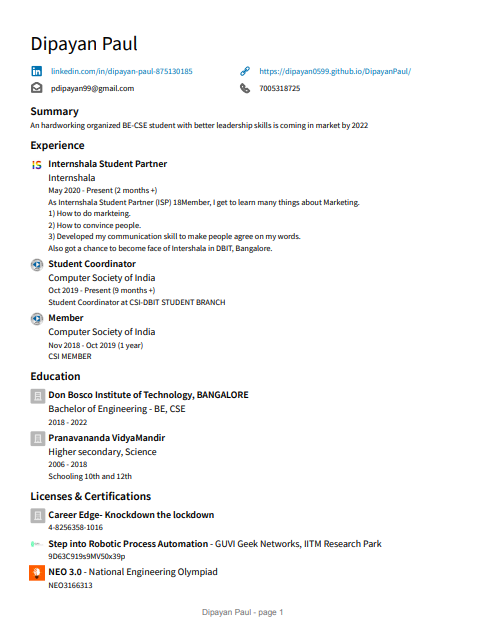 Dipayan Paul
linkedin.com/in/dipayan-paul-875130185
https://dipayan0599.github.io/DipayanPaul/
pdipayan99@gmail.com
7005318725
Summary
An hardworking organized BE-CSE student with better leadership skills is coming in market by 2022
Experience
Internshala Student Partner
Internshala
May 2020 - Present (2 months +)
As Internshala Student Partner (ISP) 18Member, I get to learn many things about Marketing.
1) How to do markteing.
2) How to convince people.
3) Developed my communication skill to make people agree on my words.
Also got a chance to become face of Intershala in DBIT, Bangalore.
Student Coordinator
Computer Society of India
Oct 2019 - Present (9 months +)
Student Coordinator at CSI-DBIT STUDENT BRANCH
Member
Computer Society of India
Nov 2018 - Oct 2019 (1 year)
CSI MEMBER
Education
Don Bosco Institute of Technology, BANGALORE
Bachelor of Engineering - BE, CSE
2018 - 2022
Pranavananda VidyaMandir
Higher secondary, Science
2006 - 2018
Schooling 10th and 12th
Licenses & Certifications
Career Edge- Knockdown the lockdown
4-8256358-1016
Step into Robotic Process Automation - GUVI Geek Networks, IITM Research Park
9D63C919s9MV50x39p
NEO 3.0 - National Engineering Olympiad
NEO3166313
Dipayan Paul - page 1